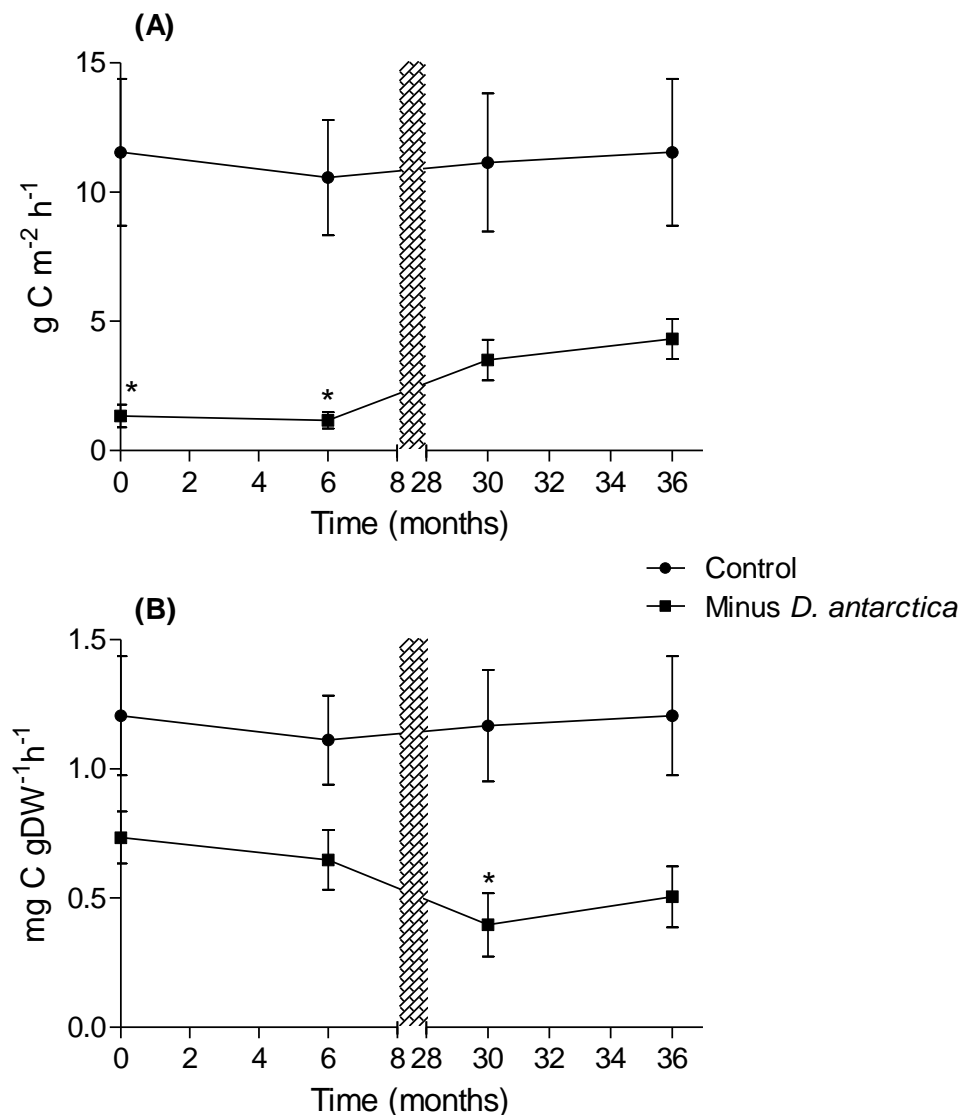 (A)
15
10
5
0
g C m⁻² h⁻¹
*
*
0 2 4 6 8 28 30 32 34 36
Time (months)
Control
Minus D. antarctica
(B)
1.5
1.0
0.5
0.0
mg C gDW⁻¹h⁻¹
*
0 2 4 6 8 28 30 32 34 36
Time (months)